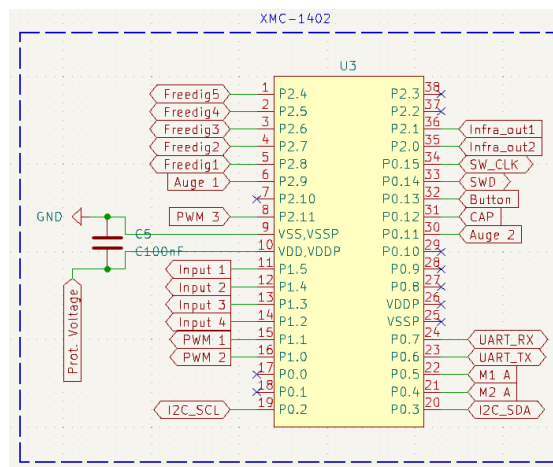 XMC-1402
U3
Freedig5 1 P2.4 P2.3 38
Freedig4 2 P2.5 P2.2 37
Freedig3 3 P2.6 P2.1 36 Infra_out1
Freedig2 4 P2.7 P2.0 35 Infra_out2
Freedig1 5 P2.8 P0.15 34 SW_CLK
Auge 1 6 P2.9 P0.14 33 SWD
7 P2.10 P0.13 32 Button
GND PWM 3 8 P2.11 P0.12 31 CAP
C5 9 VSS,VSSP P0.11 30 Auge 2
C100nF 10 VDD,VDDP P0.10 29
Input 1 11 P1.5 P0.9 28
Input 2 12 P1.4 P0.8 27
Input 3 13 P1.3 VDDP 26
Input 4 14 P1.2 VSSP 25
PWM 1 15 P1.1 P0.7 24 UART_RX
PWM 2 16 P1.0 P0.6 23 UART_TX
17 P0.0 P0.5 22 M1 A
18 P0.1 P0.4 21 M2 A
I2C_SCL 19 P0.2 P0.3 20 I2C_SDA
Prot. Voltage